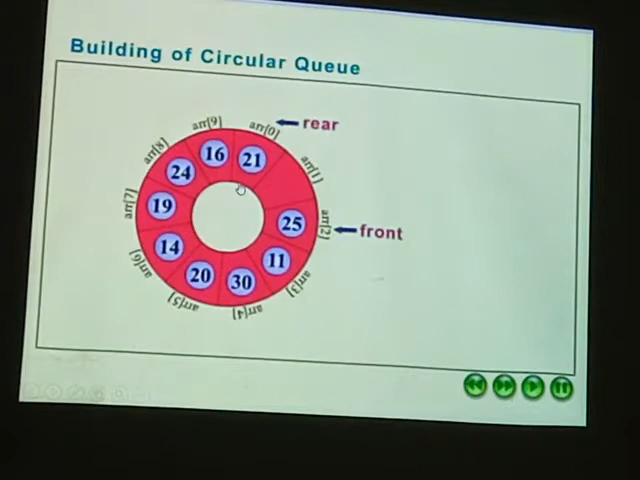 Building of Circular Queue
arr[9]
arr[0]
rear
arr[8]
16
21
arr[1]
24
arr[7]
19
25
arr[2]
front
14
11
arr[6]
20
30
arr[3]
arr[5]
arr[4]